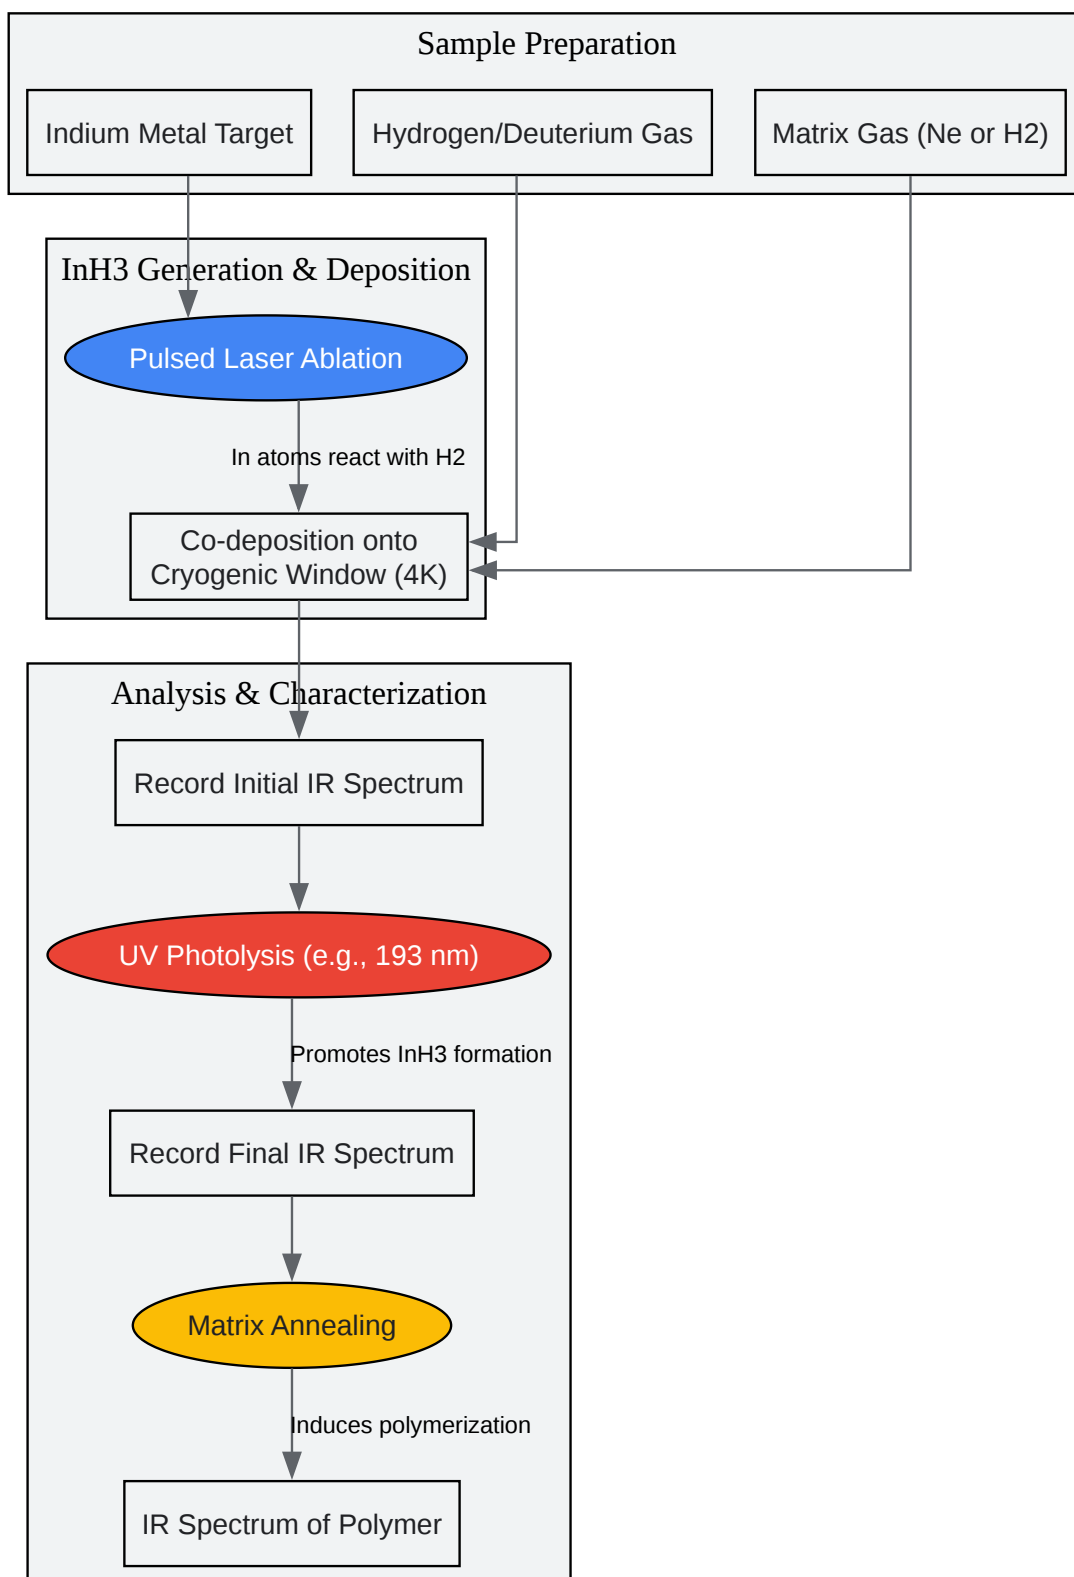 Sample Preparation
Indium Metal Target
Hydrogen/Deuterium Gas
Matrix Gas (Ne or H2)
InH3 Generation & Deposition
Pulsed Laser Ablation
In atoms react with H2
Co-deposition onto
Cryogenic Window (4K)
Analysis & Characterization
Record Initial IR Spectrum
UV Photolysis (e.g., 193 nm)
Promotes InH3 formation
Record Final IR Spectrum
Matrix Annealing
Induces polymerization
IR Spectrum of Polymer